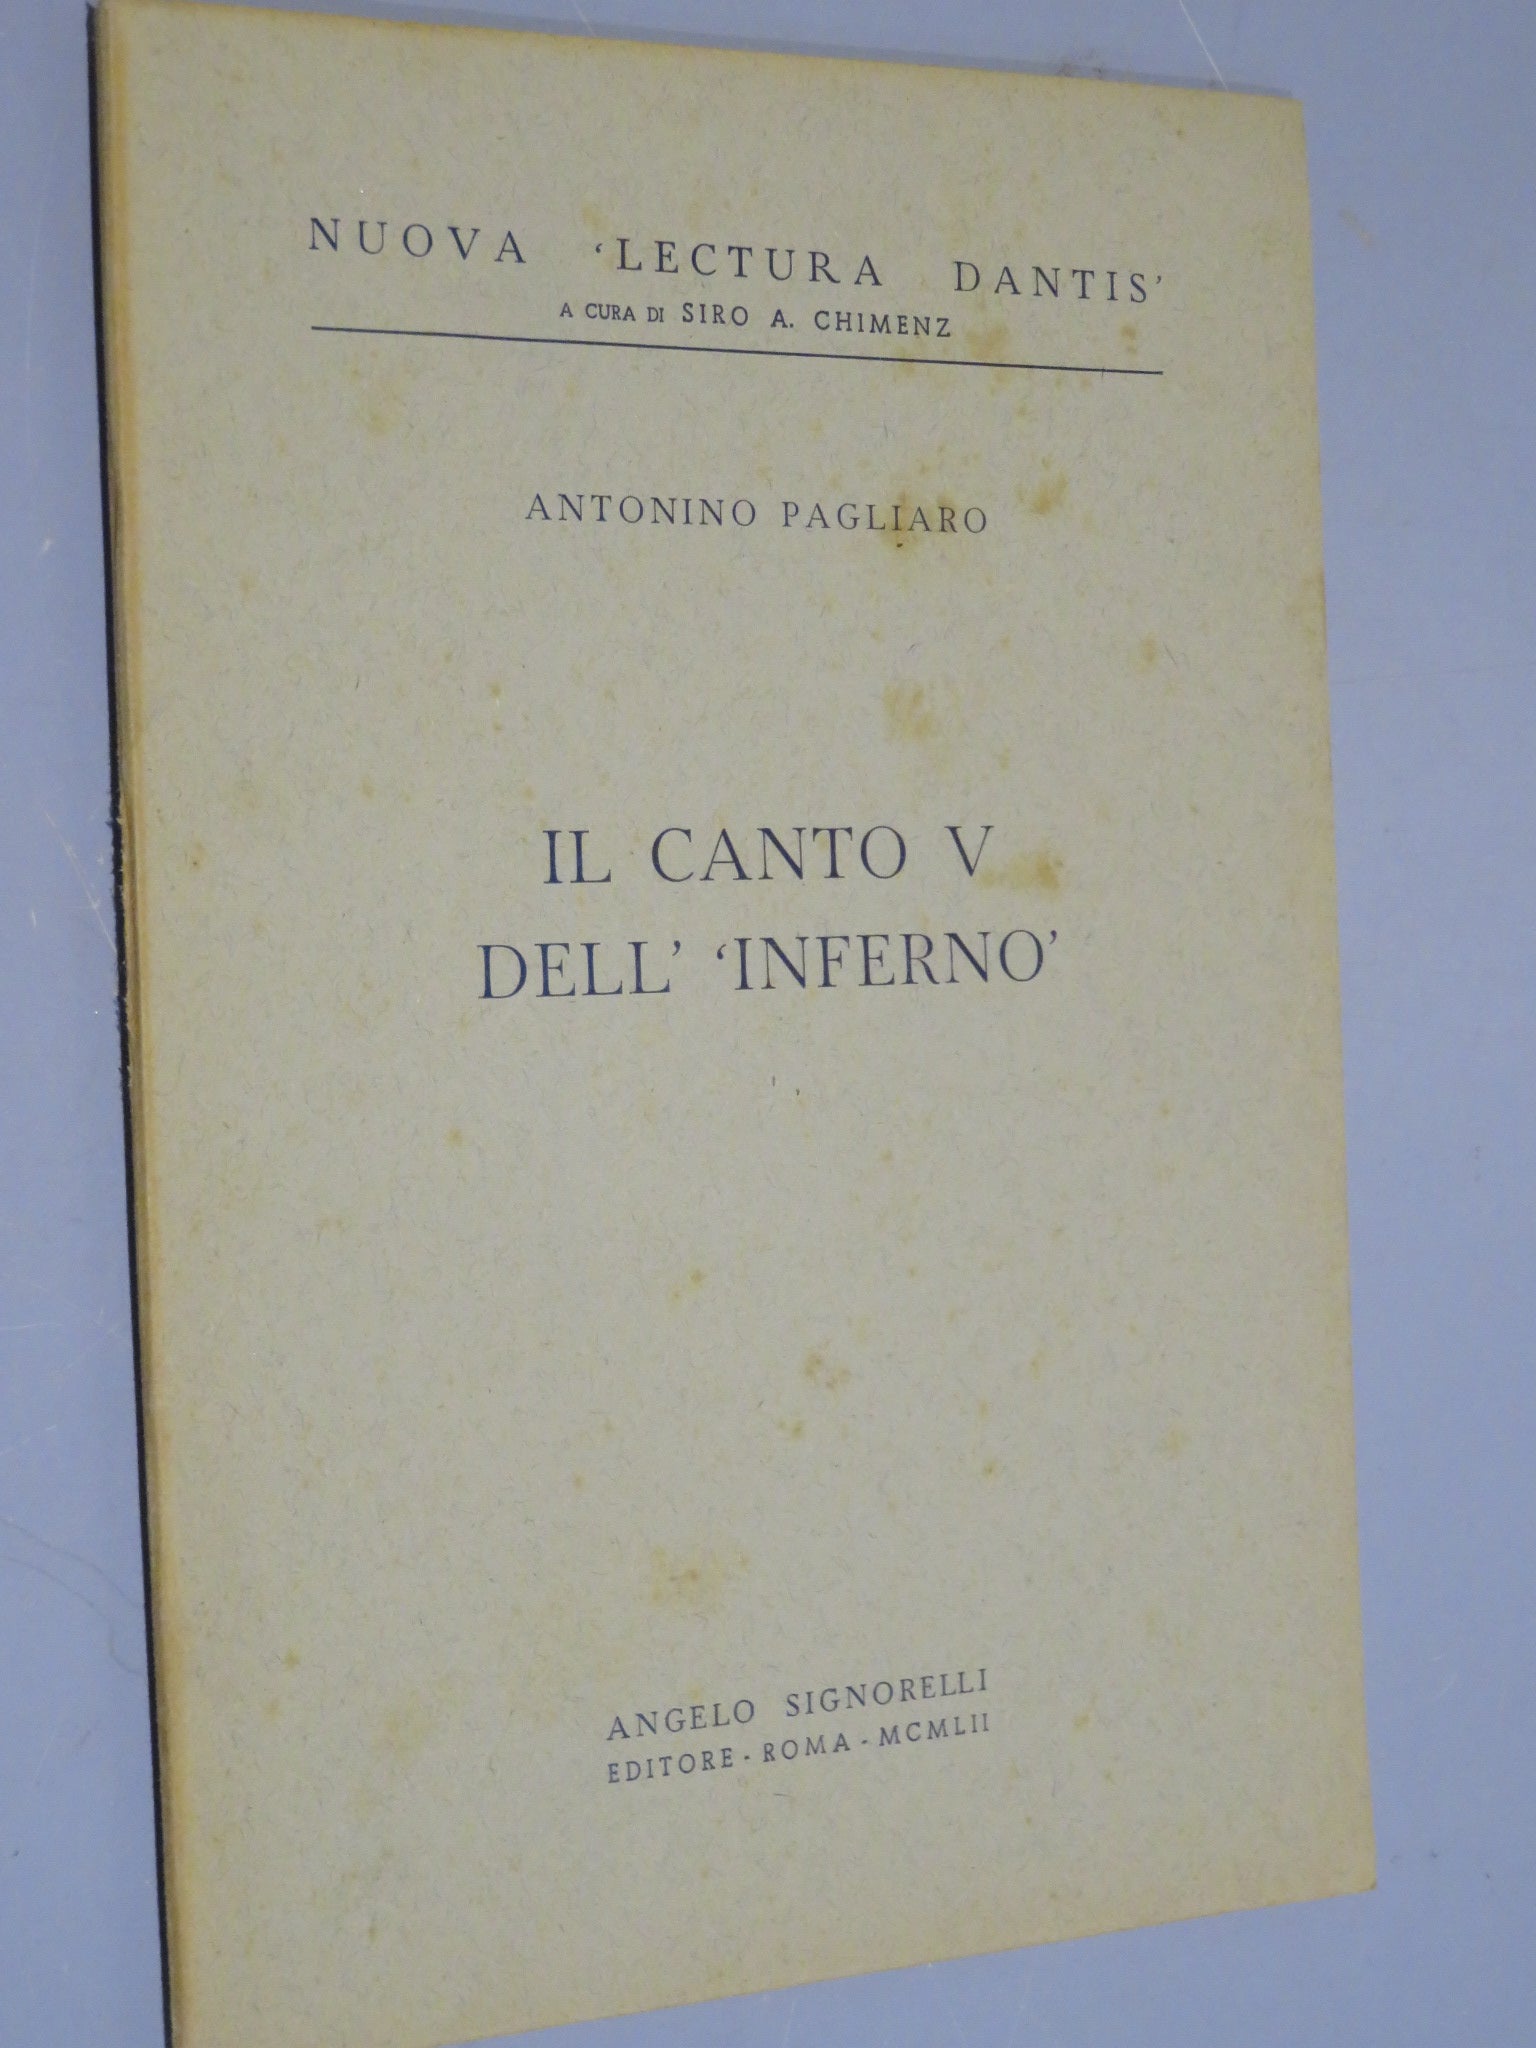 NUOVA ‘LECTURA DANTIS’
A CURA DI SIRO A. CHIMENZ
ANTONINO PAGLIARO
IL CANTO V
DELL’ ‘INFERNO’
ANGELO SIGNORELLI
EDITORE - ROMA - MCMLII